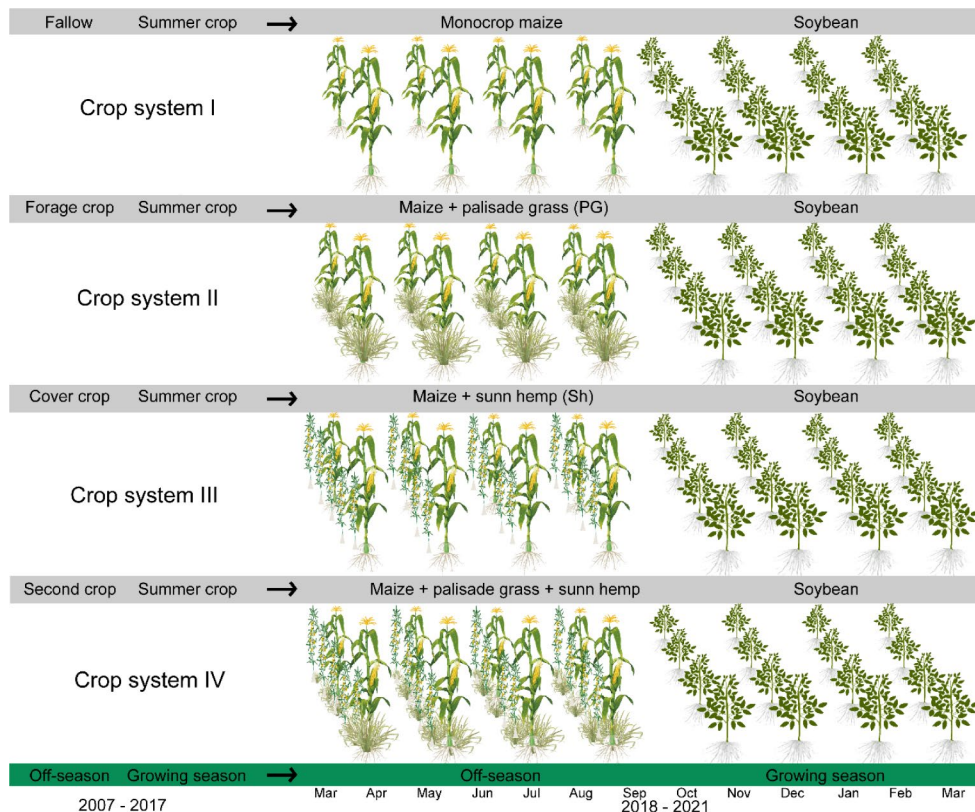 Fallow Summer crop → Monocrop maize Soybean
Crop system I
Forage crop Summer crop → Maize + palisade grass (PG) Soybean
Crop system II
Cover crop Summer crop → Maize + sunn hemp (Sh) Soybean
Crop system III
Second crop Summer crop → Maize + palisade grass + sunn hemp Soybean
Crop system IV
Off-season Growing season → Off-season Growing season
Mar Apr May Jun Jul Aug Sep Oct Nov Dec Jan Feb Mar
2007 - 2017 2018 - 2021